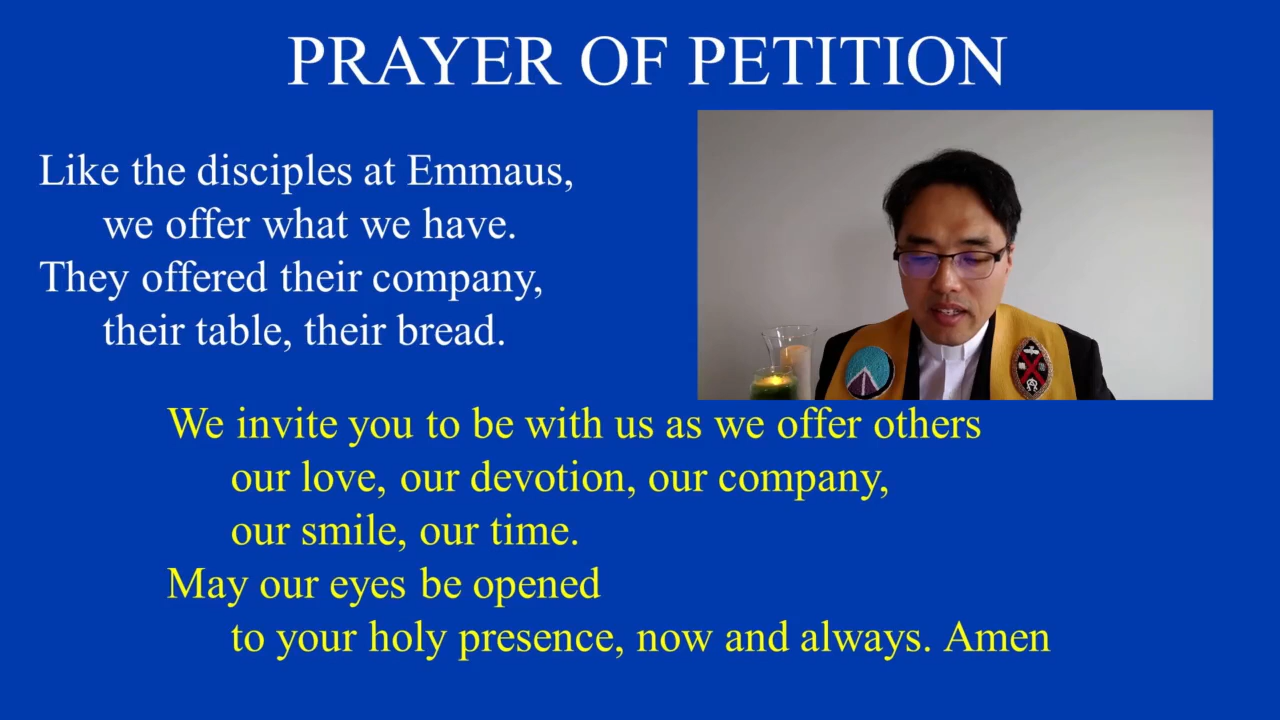 PRAYER OF PETITION
Like the disciples at Emmaus,
we offer what we have.
They offered their company,
their table, their bread.
We invite you to be with us as we offer others
our love, our devotion, our company,
our smile, our time.
May our eyes be opened
to your holy presence, now and always. Amen